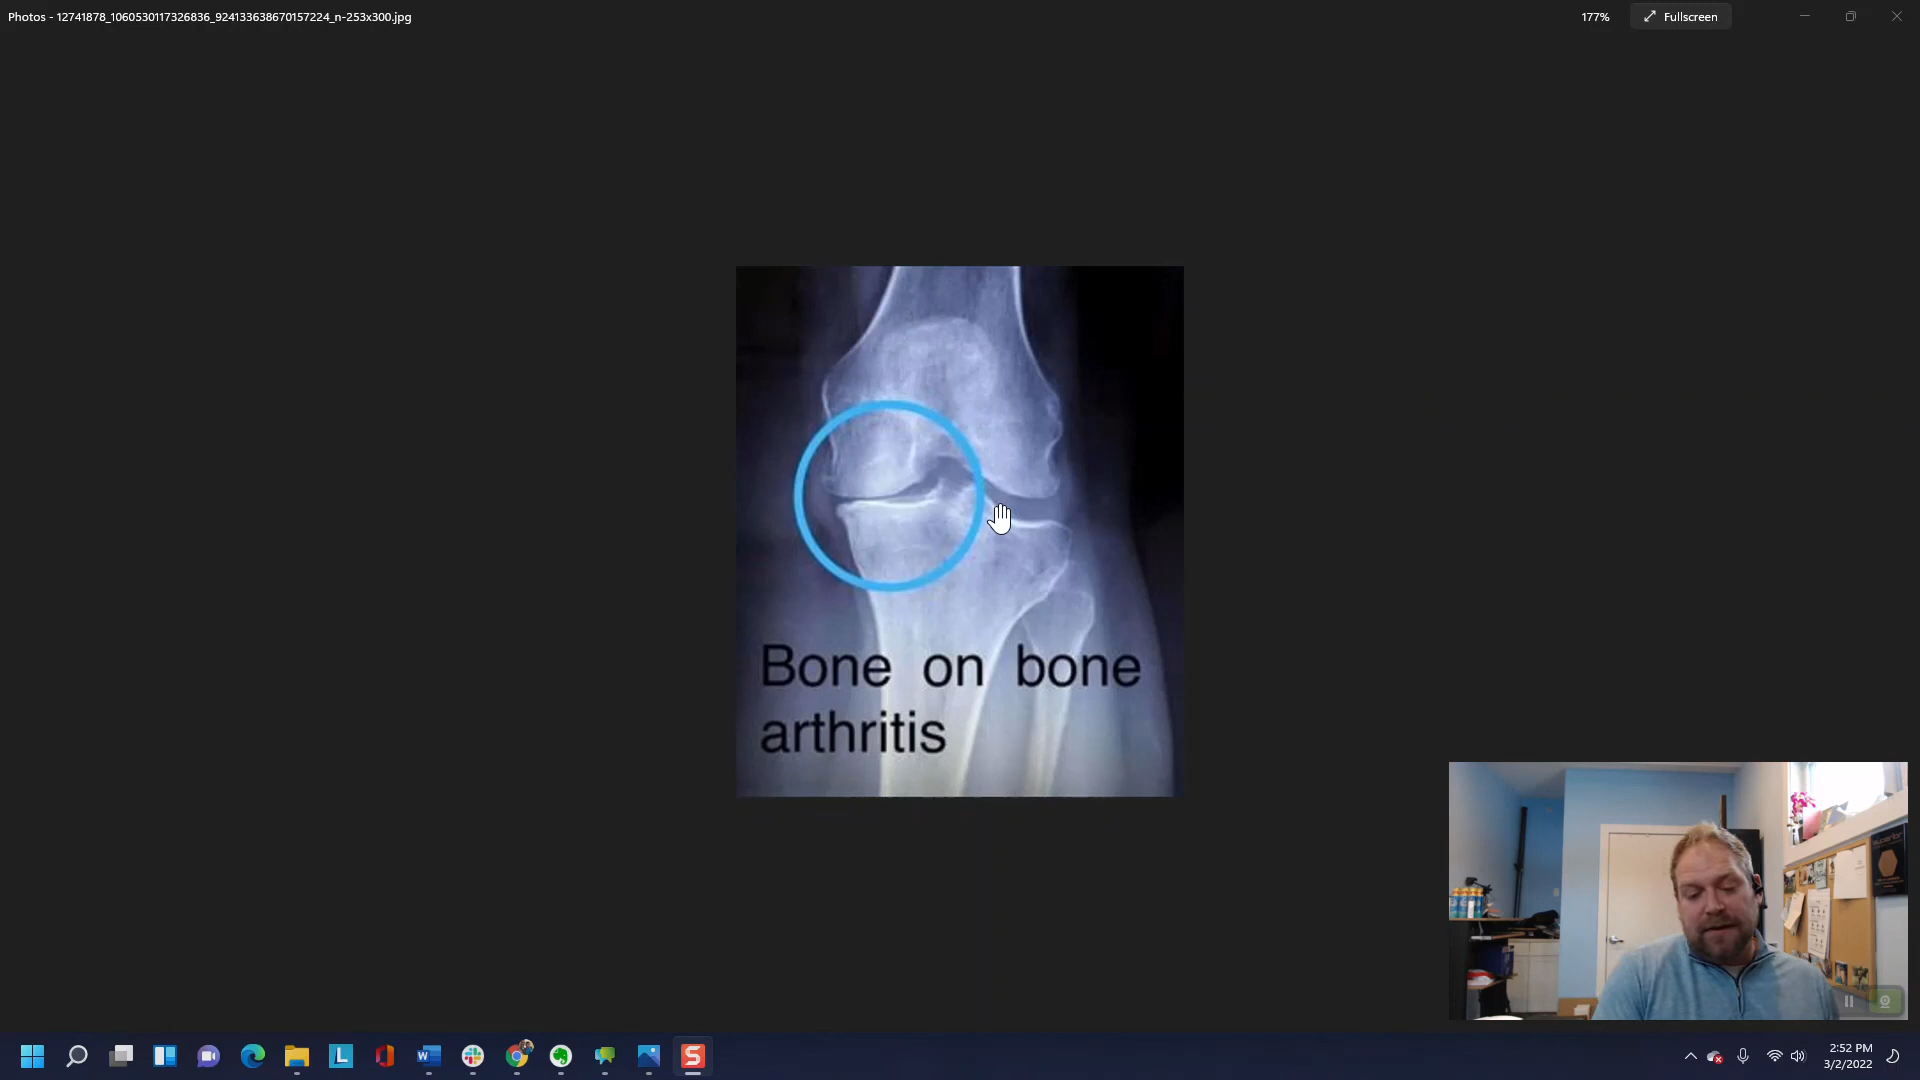 Photos - 12741878_1060530117326836_924133638670157224_n-253x300.jpg
177%
Fullscreen
Bone on bone
arthritis
2:52 PM
3/2/2022